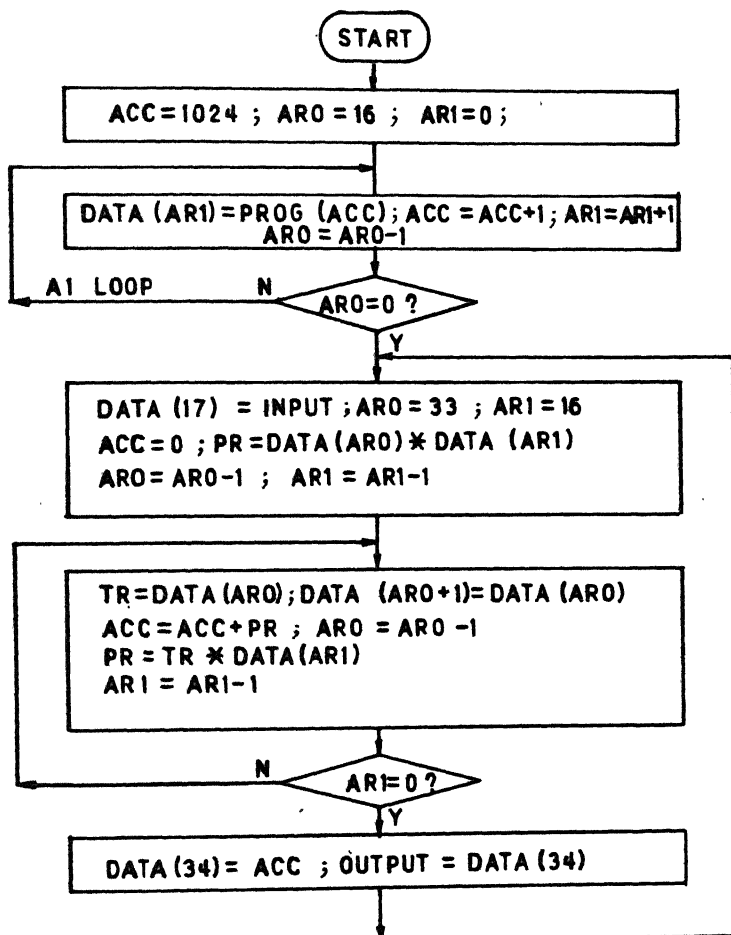 START
ACC=1024 ; AR0 =16 ; AR1=0;
DATA (AR1)=PROG (ACC); ACC =ACC+1; AR1=AR1+1
AR0 = AR0-1
A1 LOOP
N
AR0=0 ?
Y
DATA (17) = INPUT ; AR0=33 ; AR1=16
ACC=0 ; PR=DATA(AR0) * DATA (AR1)
AR0= AR0-1 ; AR1 = AR1-1
TR=DATA(AR0); DATA (AR0+1)=DATA (AR0)
ACC=ACC+PR ; AR0 = AR0 -1
PR=TR * DATA(AR1)
AR1 = AR1-1
N
AR1=0 ?
Y
DATA (34)= ACC ; OUTPUT = DATA (34)